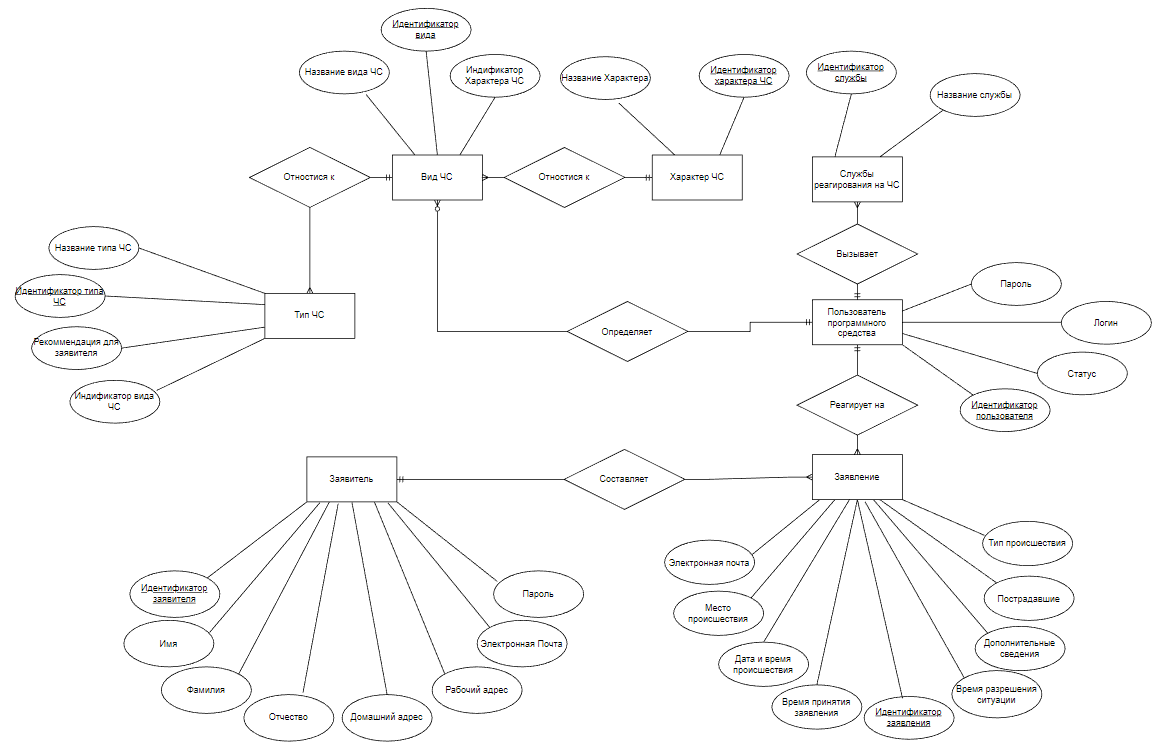 Идентификатор
вида
Название вида ЧС
Индификатор
Характера ЧС
Название Характера
Идентификатор
характера ЧС
Идентификатор
службы
Название службы
Отностися к
Вид ЧС
Отностися к
Характер ЧС
Службы
реагирования на ЧС
Название типа ЧС
Идентификатор типа
ЧС
Рекоммендация для
заявителя
Индификатор вида
ЧС
Тип ЧС
Вызывает
Определяет
Пользователь
программного
средства
Пароль
Логин
Статус
Идентификатор
пользователя
Реагирует на
Заявитель
Составляет
Заявление
Идентификатор
заявителя
Имя
Фамилия
Отчество
Домашний адрес
Рабочий адрес
Электронная Почта
Пароль
Электронная почта
Место
происшествия
Дата и время
происшествия
Время принятия
заявления
Идентификатор
заявления
Время разрешения
ситуации
Дополнительные
сведения
Пострадавшие
Тип происшествия